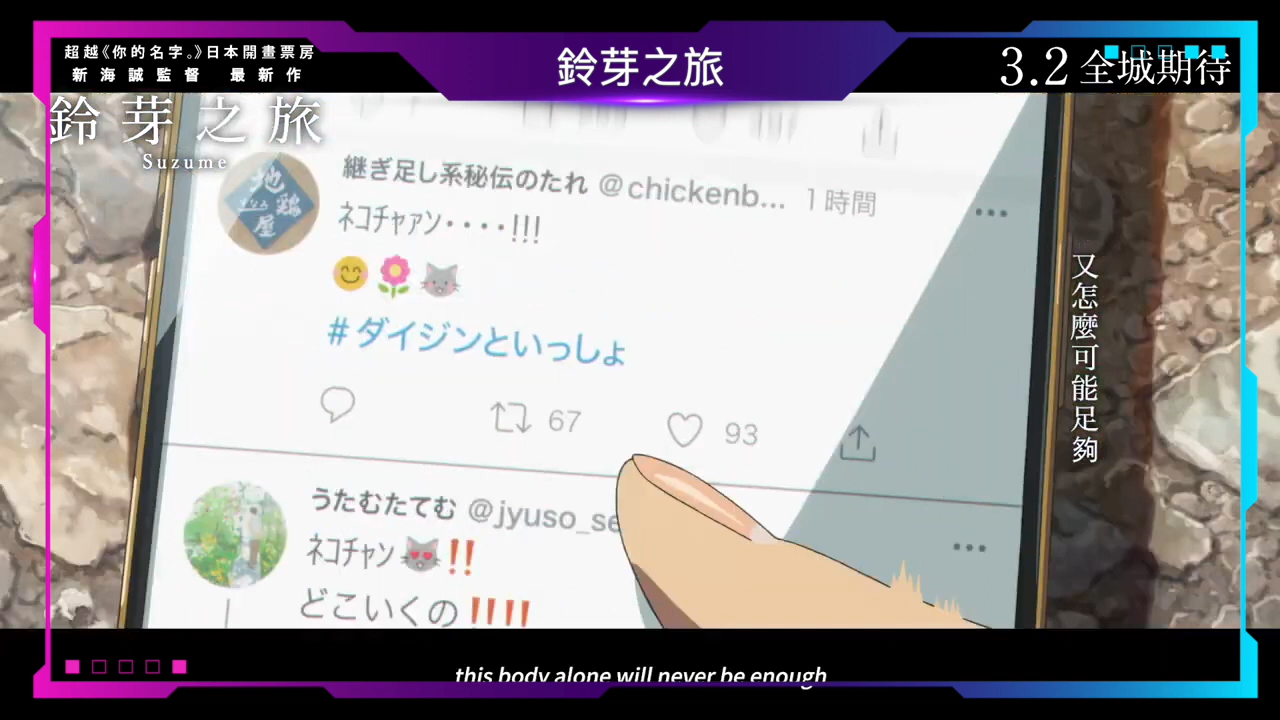 超越《你的名字。》日本開畫票房
新海誠監督 最新作
鈴芽之旅
3.2 全城期待
鈴芽之旅
Suzume
地鶏屋
継ぎ足し系秘伝のたれ @chickenb... 1時間
ネコチャァン・・・・!!!
😊🌸🐱
#ダイジンといっしょ
67
93
又怎麼可能足夠
うたむたてむ @jyuso_se
ネコチャン😻‼
どこいくの‼‼
this body alone will never be enough